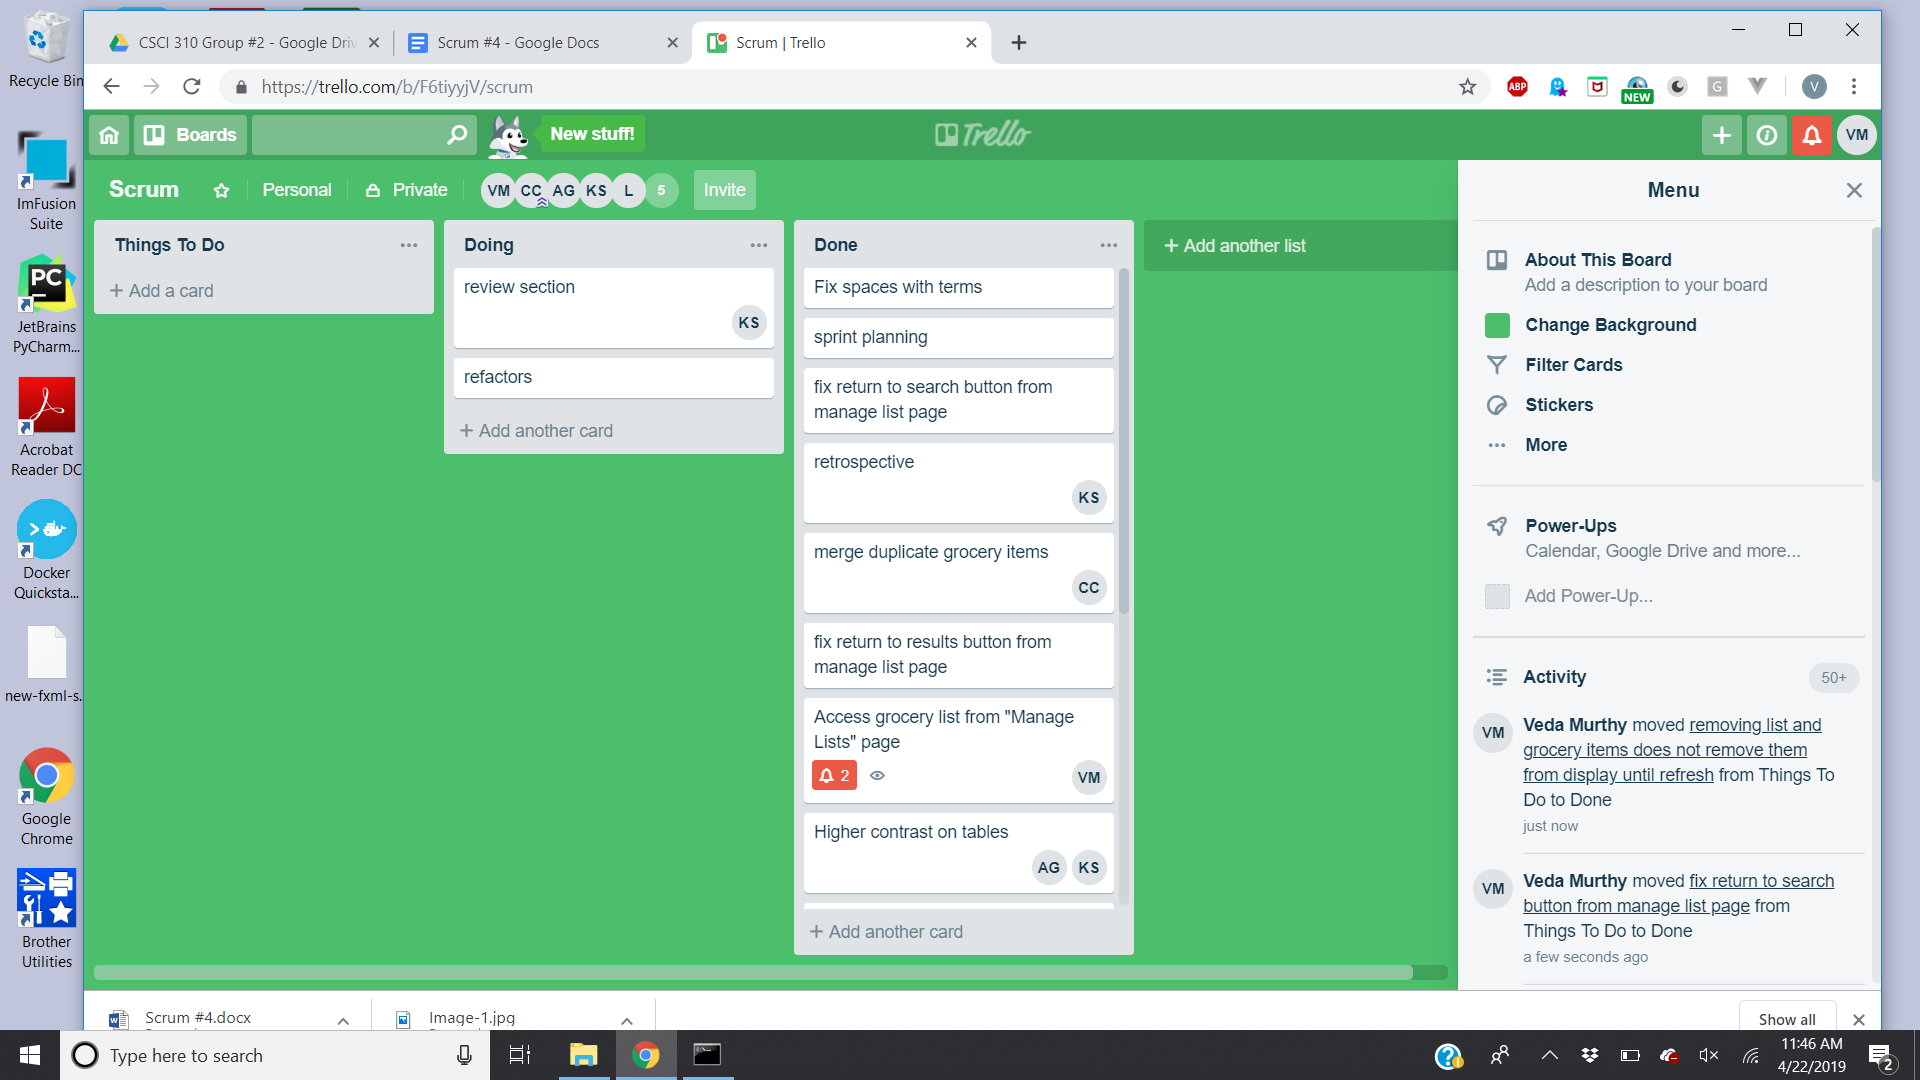 Recycle Bin
ImFusion
Suite
JetBrains
PyCharm...
Acrobat
Reader DC
Docker
Quicksta...
new-fxml-s.
Google
Chrome
Brother
Utilities
CSCI 310 Group #2 - Google Driv
Scrum #4 - Google Docs
Scrum | Trello
https://trello.com/b/F6tiyyjV/scrum
ABP
NEW
G
V
Boards
New stuff!
Trello
VM
Scrum
Personal
Private
VM CC AG KS L 5
Invite
Things To Do
+ Add a card
Doing
review section
KS
refactors
+ Add another card
Done
Fix spaces with terms
sprint planning
fix return to search button from
manage list page
retrospective
KS
merge duplicate grocery items
CC
fix return to results button from
manage list page
Access grocery list from "Manage
Lists" page
2
VM
Higher contrast on tables
AG KS
+ Add another card
+ Add another list
Menu
About This Board
Add a description to your board
Change Background
Filter Cards
Stickers
More
Power-Ups
Calendar, Google Drive and more...
Add Power-Up...
Activity
50+
VM
Veda Murthy moved removing list and
grocery items does not remove them
from display until refresh from Things To
Do to Done
just now
VM
Veda Murthy moved fix return to search
button from manage list page from
Things To Do to Done
a few seconds ago
Scrum #4.docx
Image-1.jpg
Show all
Type here to search
11:46 AM
4/22/2019
2